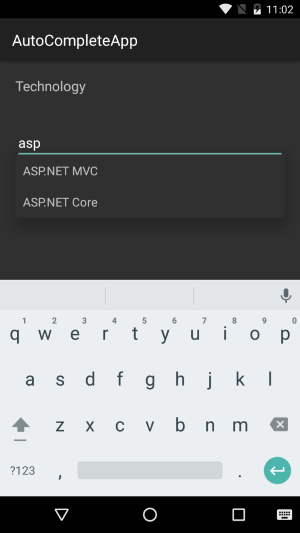 11:02
AutoCompleteApp
Technology
asp
ASP.NET MVC
ASP.NET Core
1 2 3 4 5 6 7 8 9 0
q w e r t y u i o p
a s d f g h j k l
z x c v b n m
?123 , .